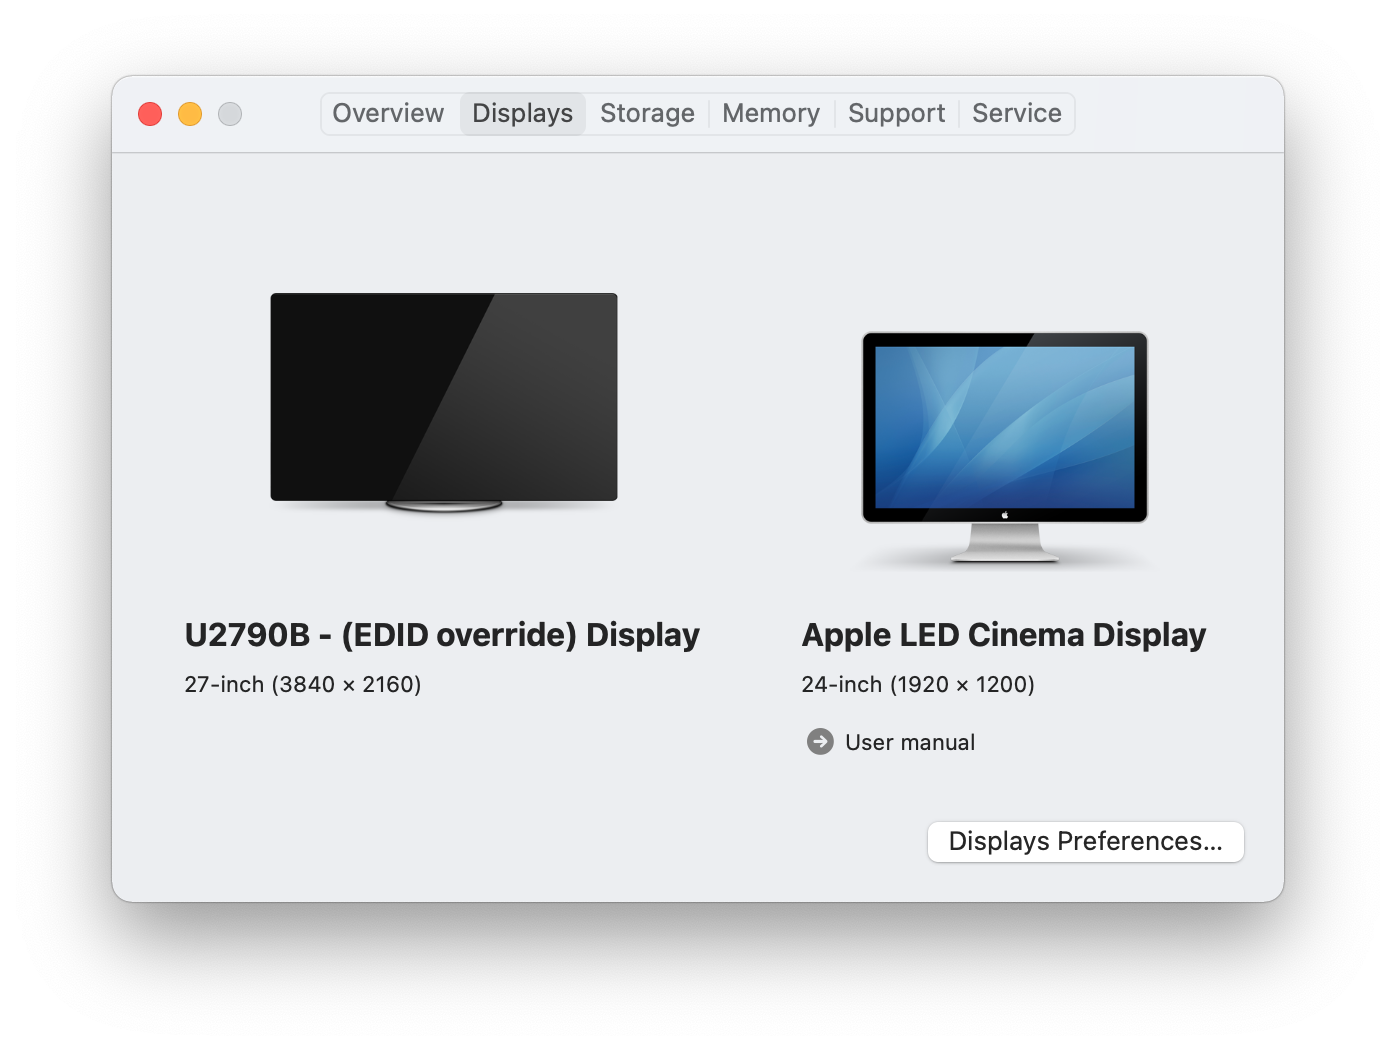 Overview Displays Storage Memory Support Service
U2790B - (EDID override) Display
27-inch (3840 × 2160)
Apple LED Cinema Display
24-inch (1920 × 1200)
User manual
Displays Preferences...